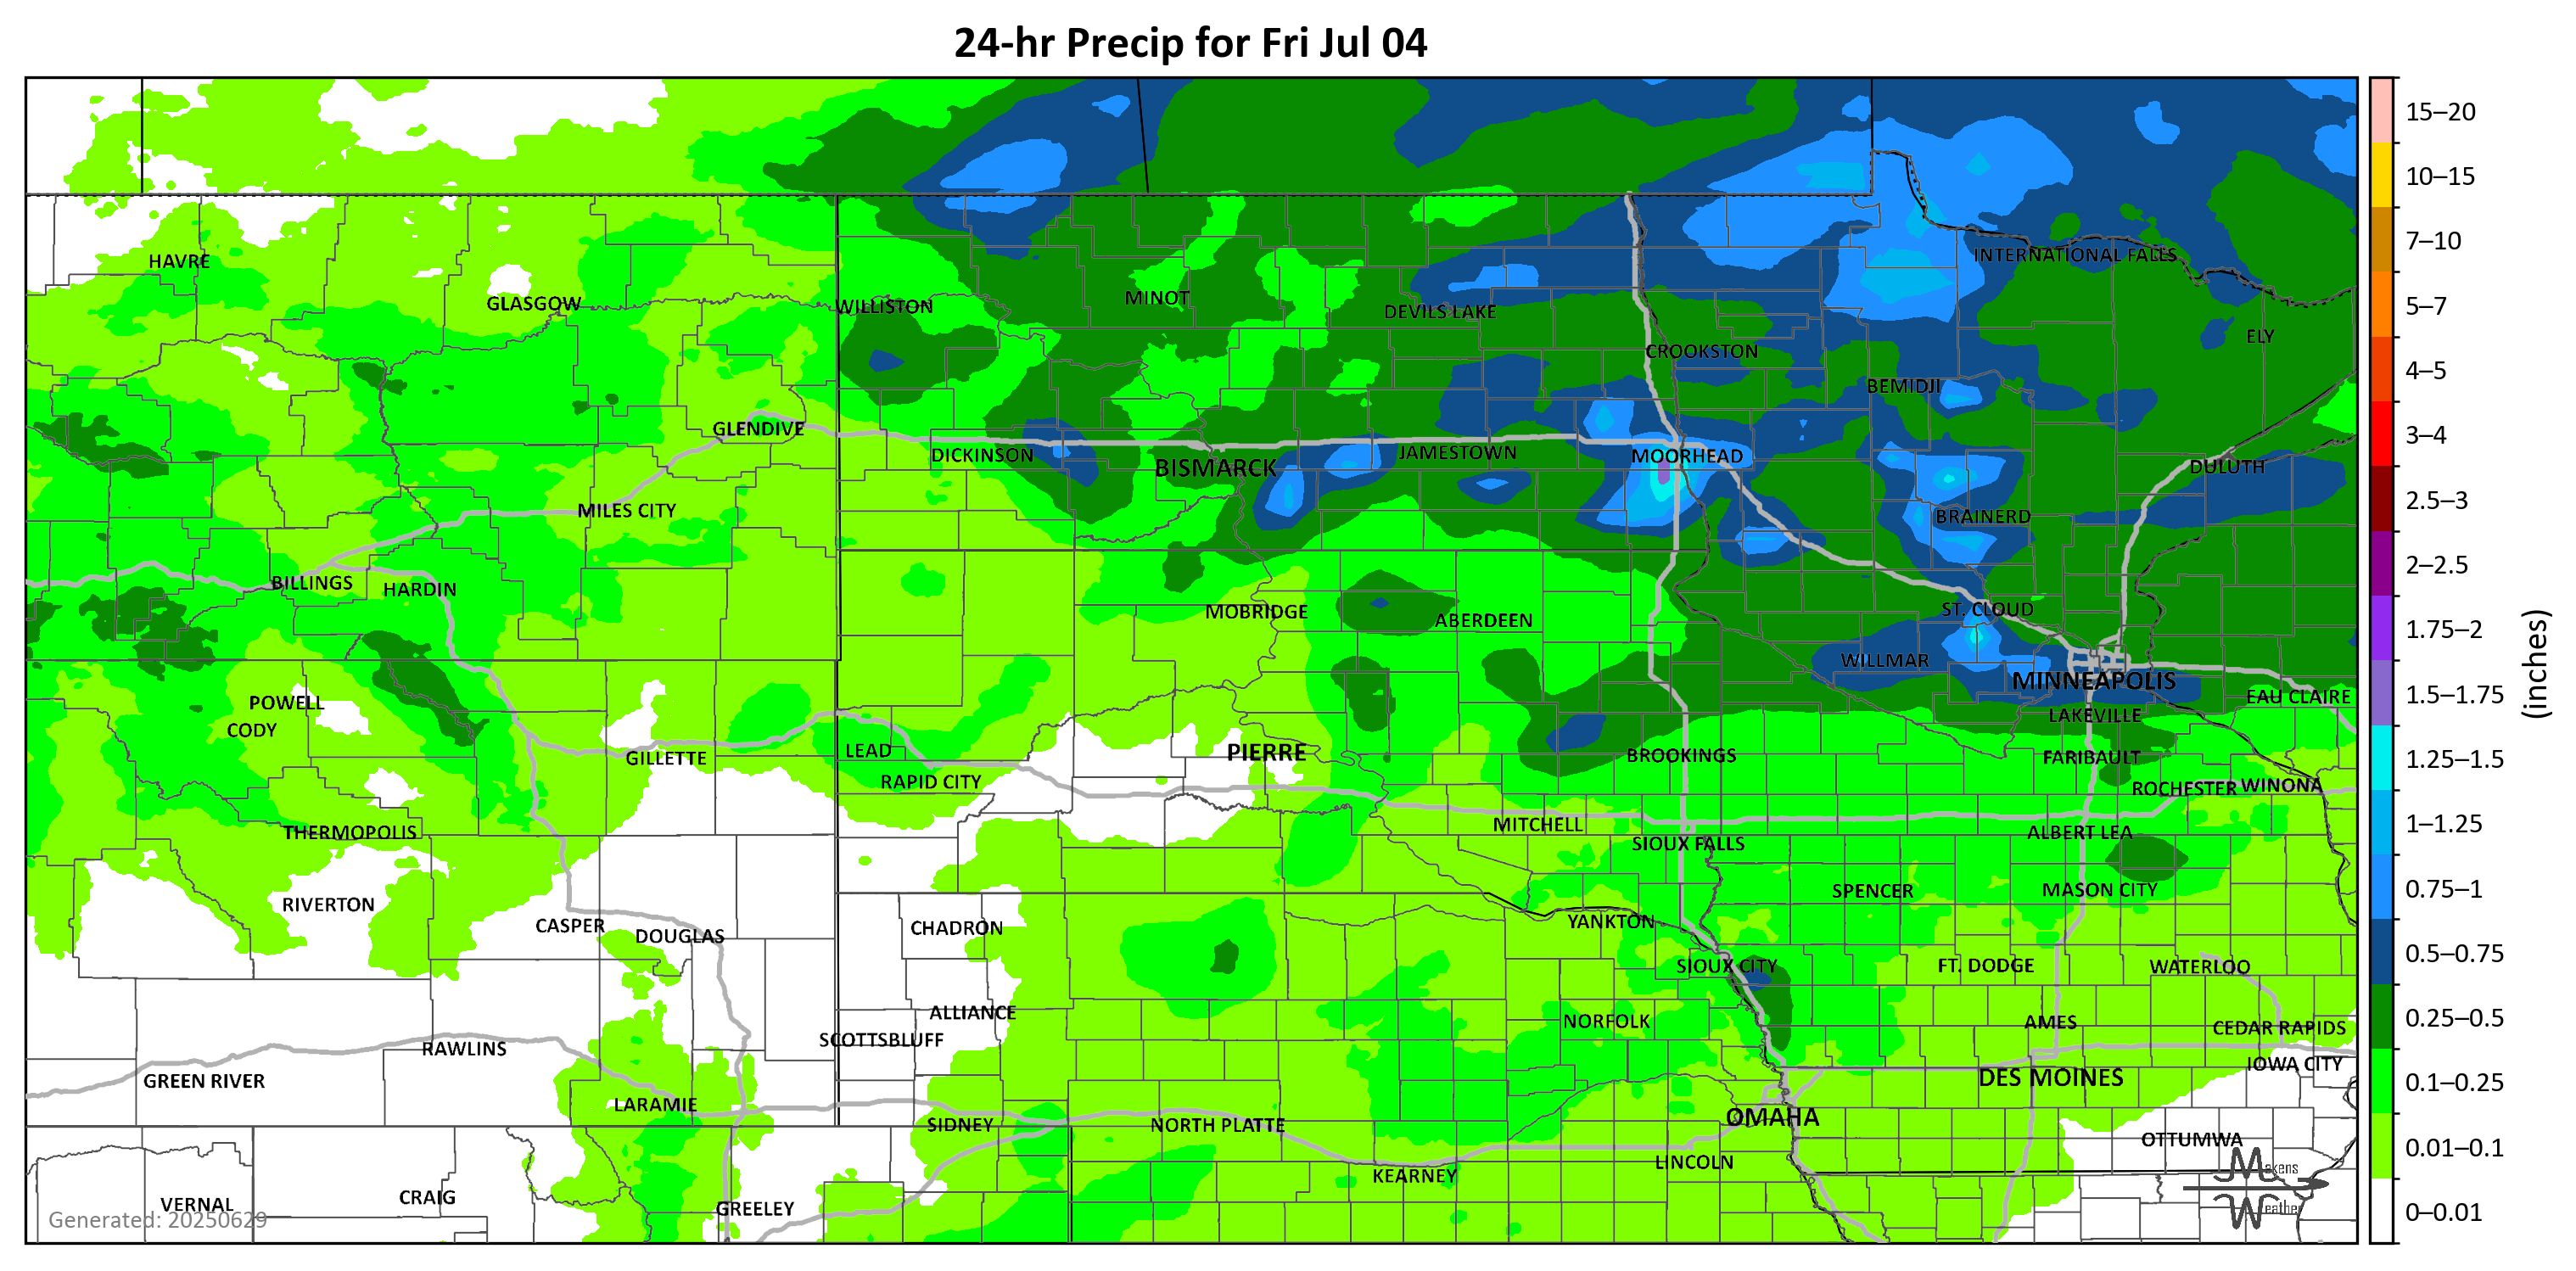 24-hr Precip for Fri Jul 04
15–20
10–15
7–10
5–7
4–5
3–4
2.5–3
2–2.5
1.75–2
1.5–1.75
1.25–1.5
1–1.25
0.75–1
0.5–0.75
0.25–0.5
0.1–0.25
0.01–0.1
0–0.01
(inches)
HAVRE
INTERNATIONAL FALLS
GLASGOW
WILLISTON
MINOT
DEVILS LAKE
ELY
CROOKSTON
BEMIDJI
GLENDIVE
DICKINSON
BISMARCK
JAMESTOWN
MOORHEAD
DULUTH
MILES CITY
BRAINERD
BILLINGS
HARDIN
MOBRIDGE
ABERDEEN
ST. CLOUD
WILLMAR
MINNEAPOLIS
EAU CLAIRE
POWELL
CODY
LAKEVILLE
GILLETTE
LEAD
PIERRE
BROOKINGS
FARIBAULT
RAPID CITY
ROCHESTER
WINONA
THERMOPOLIS
MITCHELL
ALBERT LEA
SIOUX FALLS
RIVERTON
SPENCER
MASON CITY
CASPER
DOUGLAS
CHADRON
YANKTON
SIOUX CITY
FT. DODGE
WATERLOO
ALLIANCE
NORFOLK
AMES
CEDAR RAPIDS
SCOTTSBLUFF
RAWLINS
IOWA CITY
GREEN RIVER
DES MOINES
LARAMIE
OMAHA
SIDNEY
NORTH PLATTE
OTTUMWA
LINCOLN
KEARNEY
VERNAL
CRAIG
GREELEY
Makens
Weather
Generated: 20250629